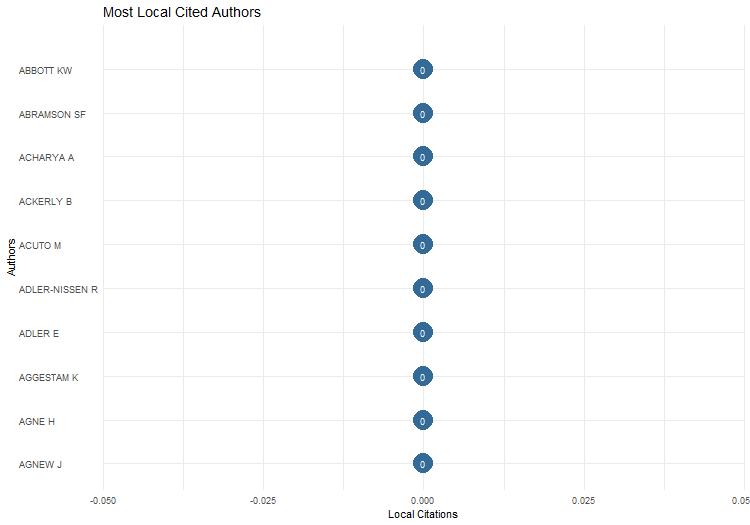 Most Local Cited Authors
Authors
ABBOTT KW 0
ABRAMSON SF 0
ACHARYA A 0
ACKERLY B 0
ACUTO M 0
ADLER-NISSEN R 0
ADLER E 0
AGGESTAM K 0
AGNE H 0
AGNEW J 0
-0.050 -0.025 0.000 0.025 0.05
Local Citations